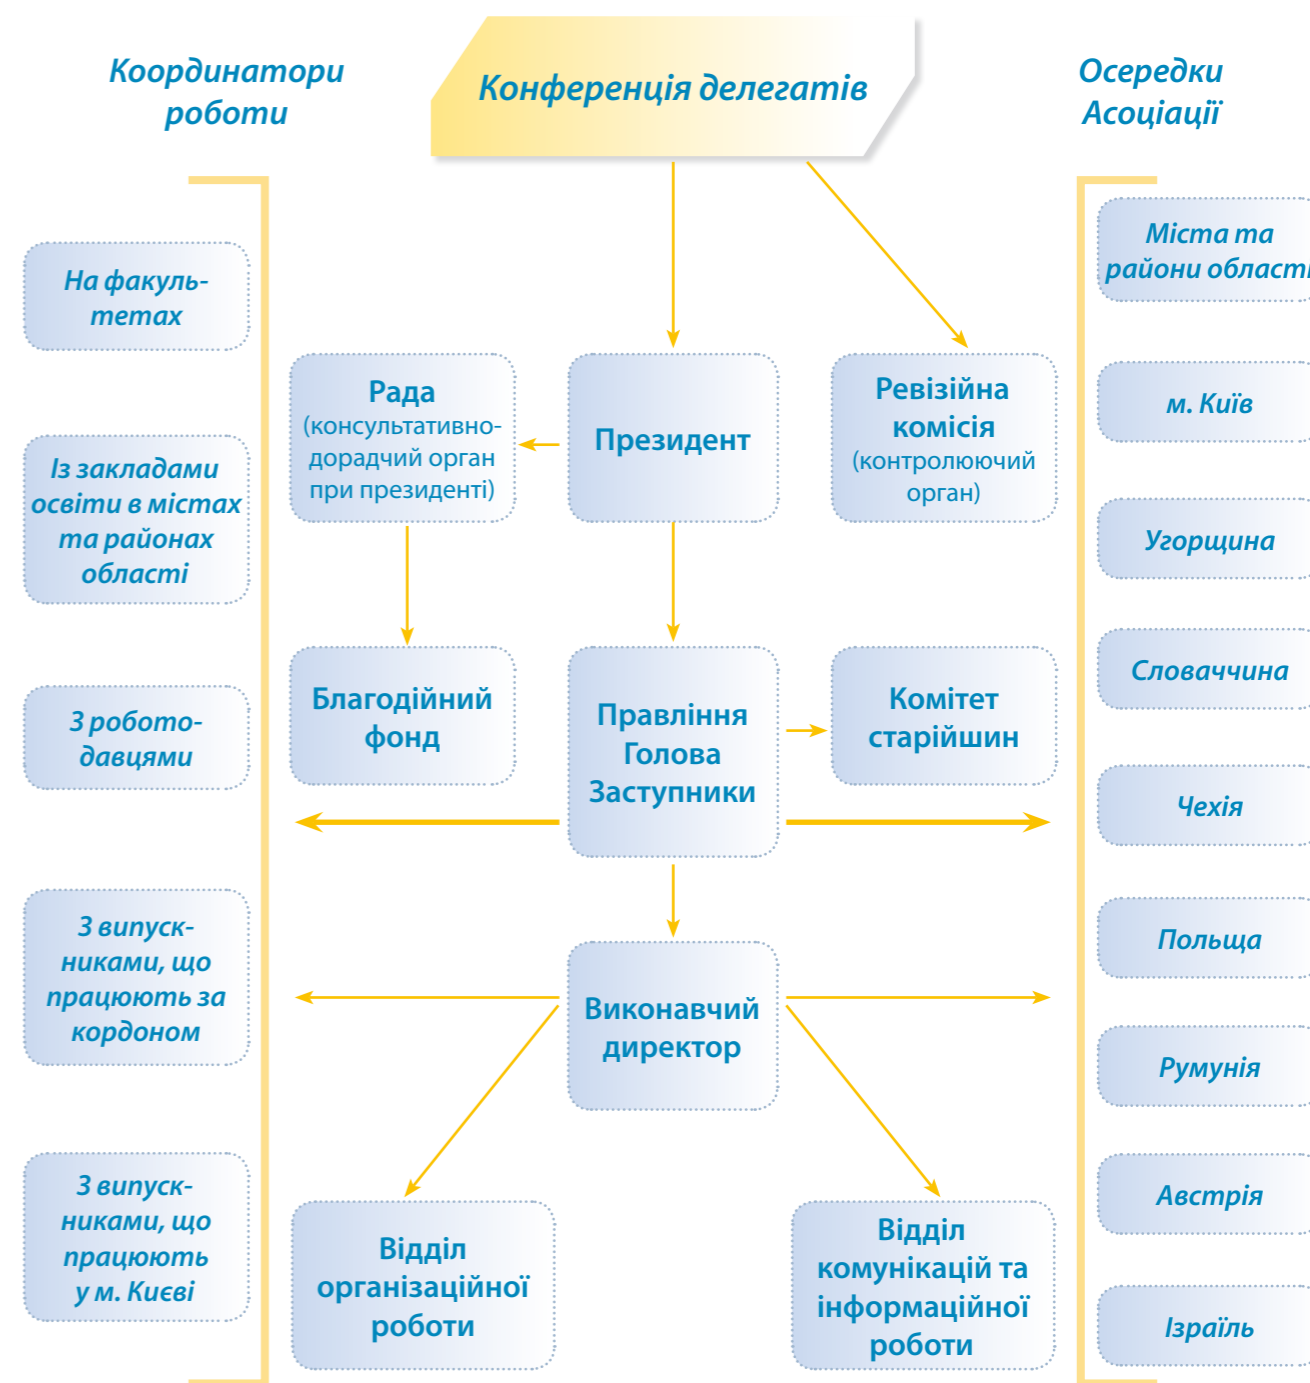 Координатори
роботи
Конференція делегатів
Осередки
Асоціації
На факуль-
тетах
Із закладами
освіти в містах
та районах
області
З робото-
давцями
З випуск-
никами, що
працюють за
кордоном
З випуск-
никами, що
працюють
у м. Києві
Рада
(консультативно-
дорадчий орган
при президенті)
Президент
Ревізійна
комісія
(контролюючий
орган)
Благодійний
фонд
Правління
Голова
Заступники
Комітет
старійшин
Виконавчий
директор
Відділ
організаційної
роботи
Відділ
комунікацій та
інформаційної
роботи
Міста та
райони області
м. Київ
Угорщина
Словаччина
Чехія
Польща
Румунія
Австрія
Ізраїль